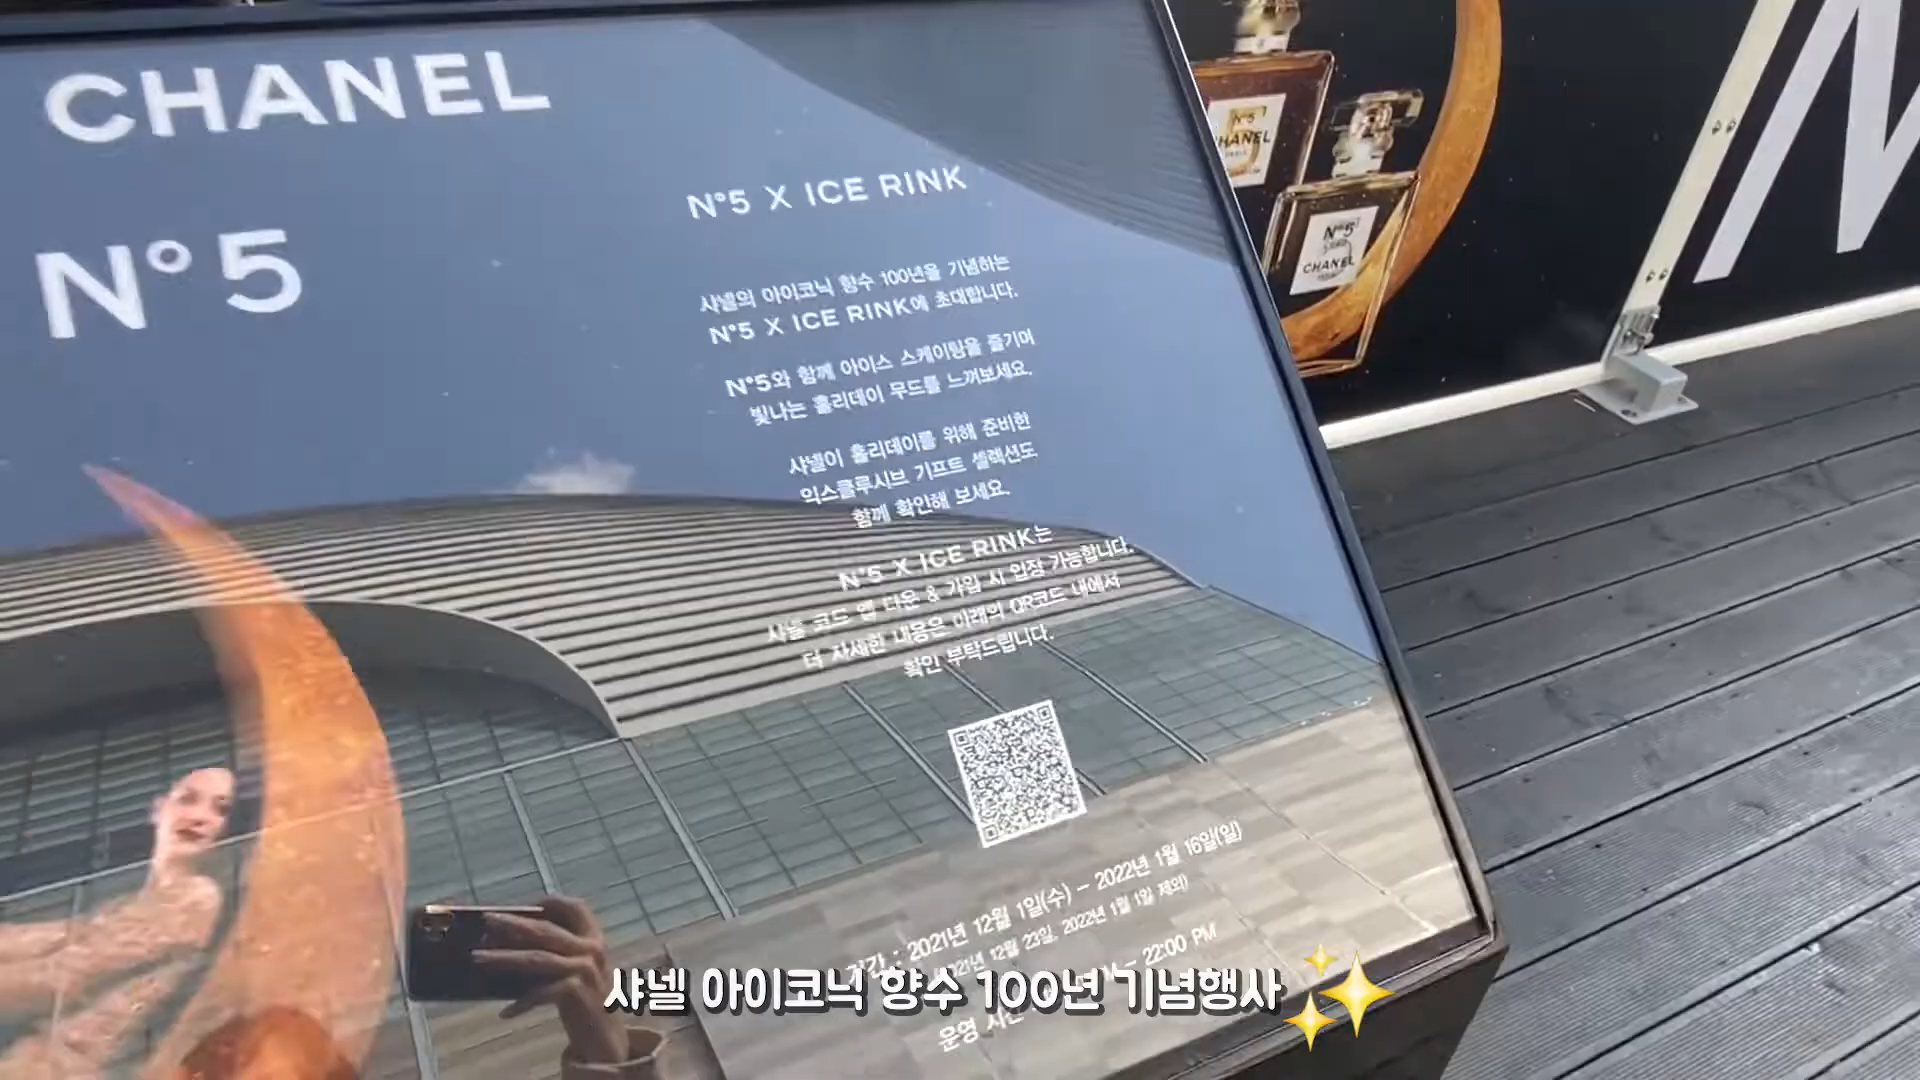 CHANEL
N°5
N°5 X ICE RINK
샤넬의 아이코닉 향수 100년을 기념하는
N°5 X ICE RINK에 초대합니다.
N°5와 함께 아이스 스케이팅을 즐기며
빛나는 홀리데이 무드를 느껴보세요.
샤넬이 홀리데이를 위해 준비한
익스클루시브 기프트 셀렉션도
함께 확인해 보세요.
N°5 X ICE RINK는
샤넬 코드 앱 다운 & 가입 시 입장 가능합니다.
더 자세한 내용은 아래의 QR코드 내에서
확인 부탁드립니다.
: 2021년 12월 1일(수) – 2022년 1월 16일(일)
12월 23일, 2022년 1월 1일 제외)
운영 – 22:00 PM
샤넬 아이코닉 향수 100년 기념행사
N°5
CHANEL
N°5
CHANEL
N